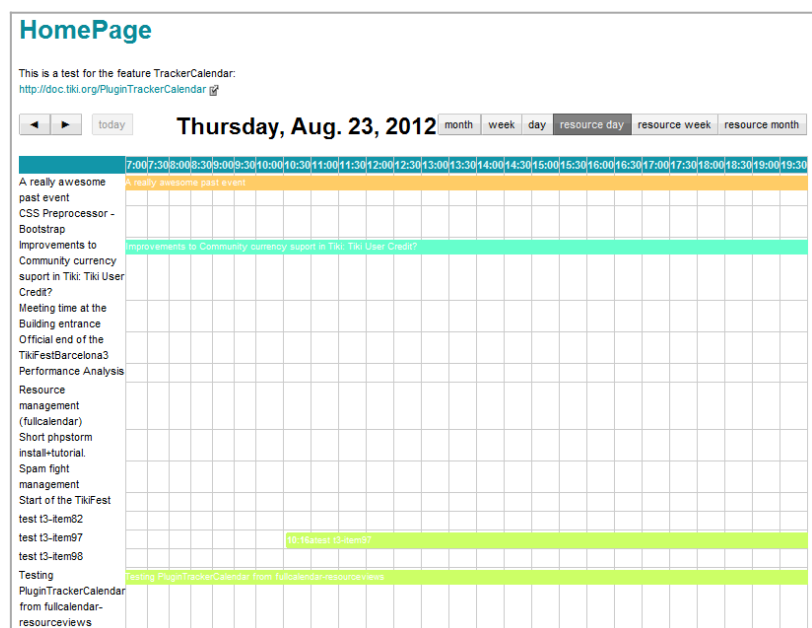 HomePage
This is a test for the feature TrackerCalendar:
http://doc.tiki.org/PluginTrackerCalendar
today
Thursday, Aug. 23, 2012
month week day resource day resource week resource month
7:00 7:30 8:00 8:30 9:00 9:30 10:00 10:30 11:00 11:30 12:00 12:30 13:00 13:30 14:00 14:30 15:00 15:30 16:00 16:30 17:00 17:30 18:00 18:30 19:00 19:30
A really awesome
past event
A really awesome past event
CSS Preprocessor -
Bootstrap
Improvements to
Community currency
suport in Tiki: Tiki User
Credit?
Improvements to Community currency suport in Tiki: Tiki User Credit?
Meeting time at the
Building entrance
Official end of the
TikiFestBarcelona3
Performance Analysis
Resource
management
(fullcalendar)
Short phpstorm
install+tutorial.
Spam fight
management
Start of the TikiFest
test t3-item82
test t3-item97
10:16atest t3-item97
test t3-item98
Testing
PluginTrackerCalendar
from fullcalendar-
resourceviews
Testing PluginTrackerCalendar from fullcalendar-resourceviews